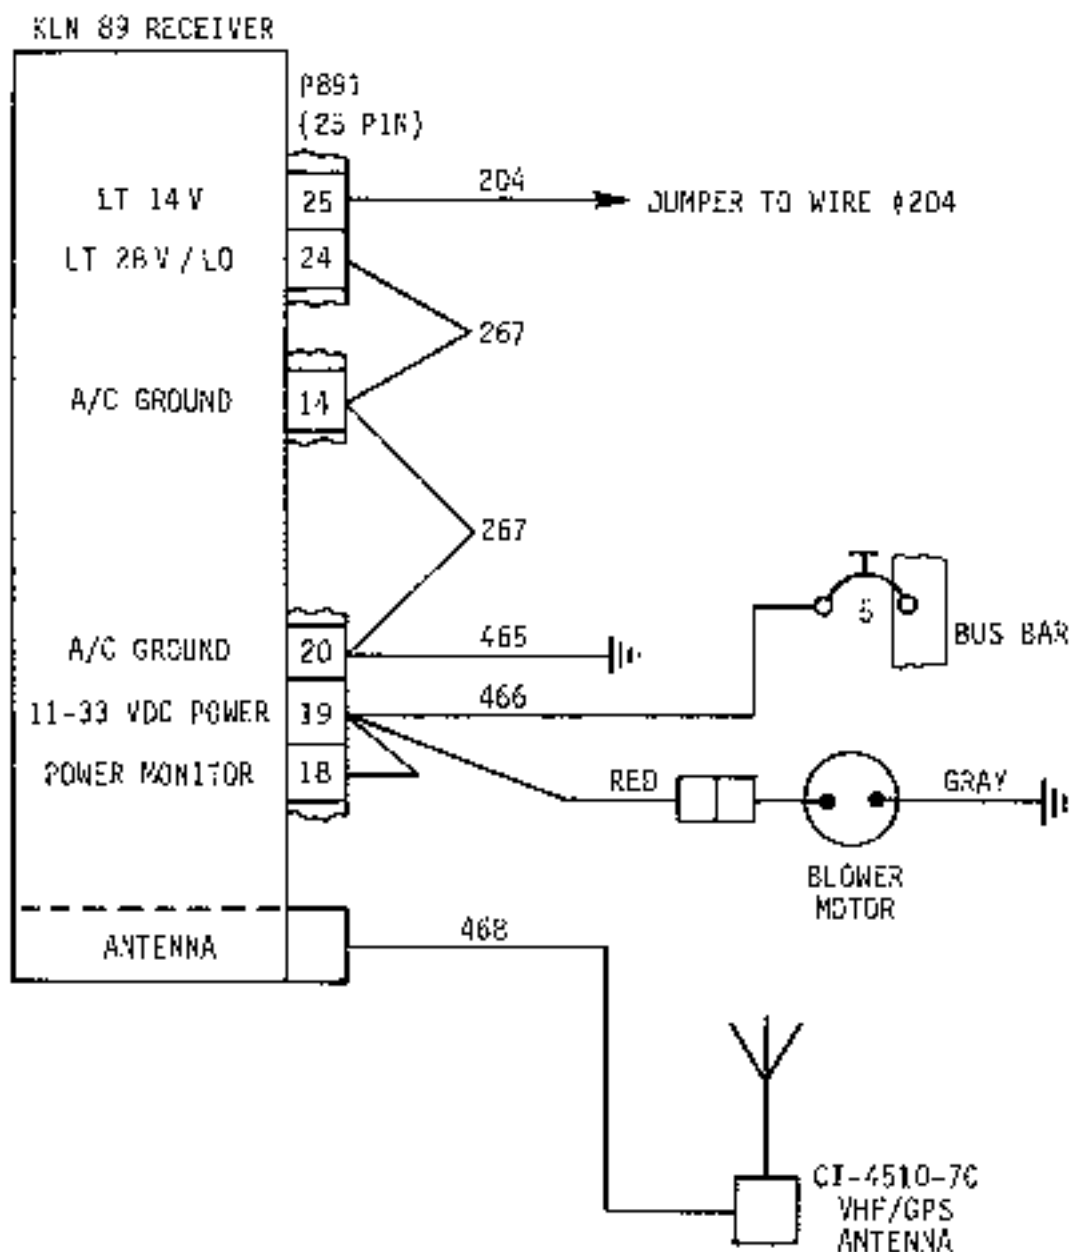 KLN 89 RECEIVER
P891
(25 PIN)
LT 14 V
25
204
JUMPER TO WIRE #204
LT 28 V / LO
24
267
A/C GROUND
14
267
5
BUS BAR
A/C GROUND
20
465
11-33 VDC POWER
19
466
POWER MONITOR
18
RED
GRAY
BLOWER
MOTOR
ANTENNA
468
CI-4510-7C
VHF/GPS
ANTENNA